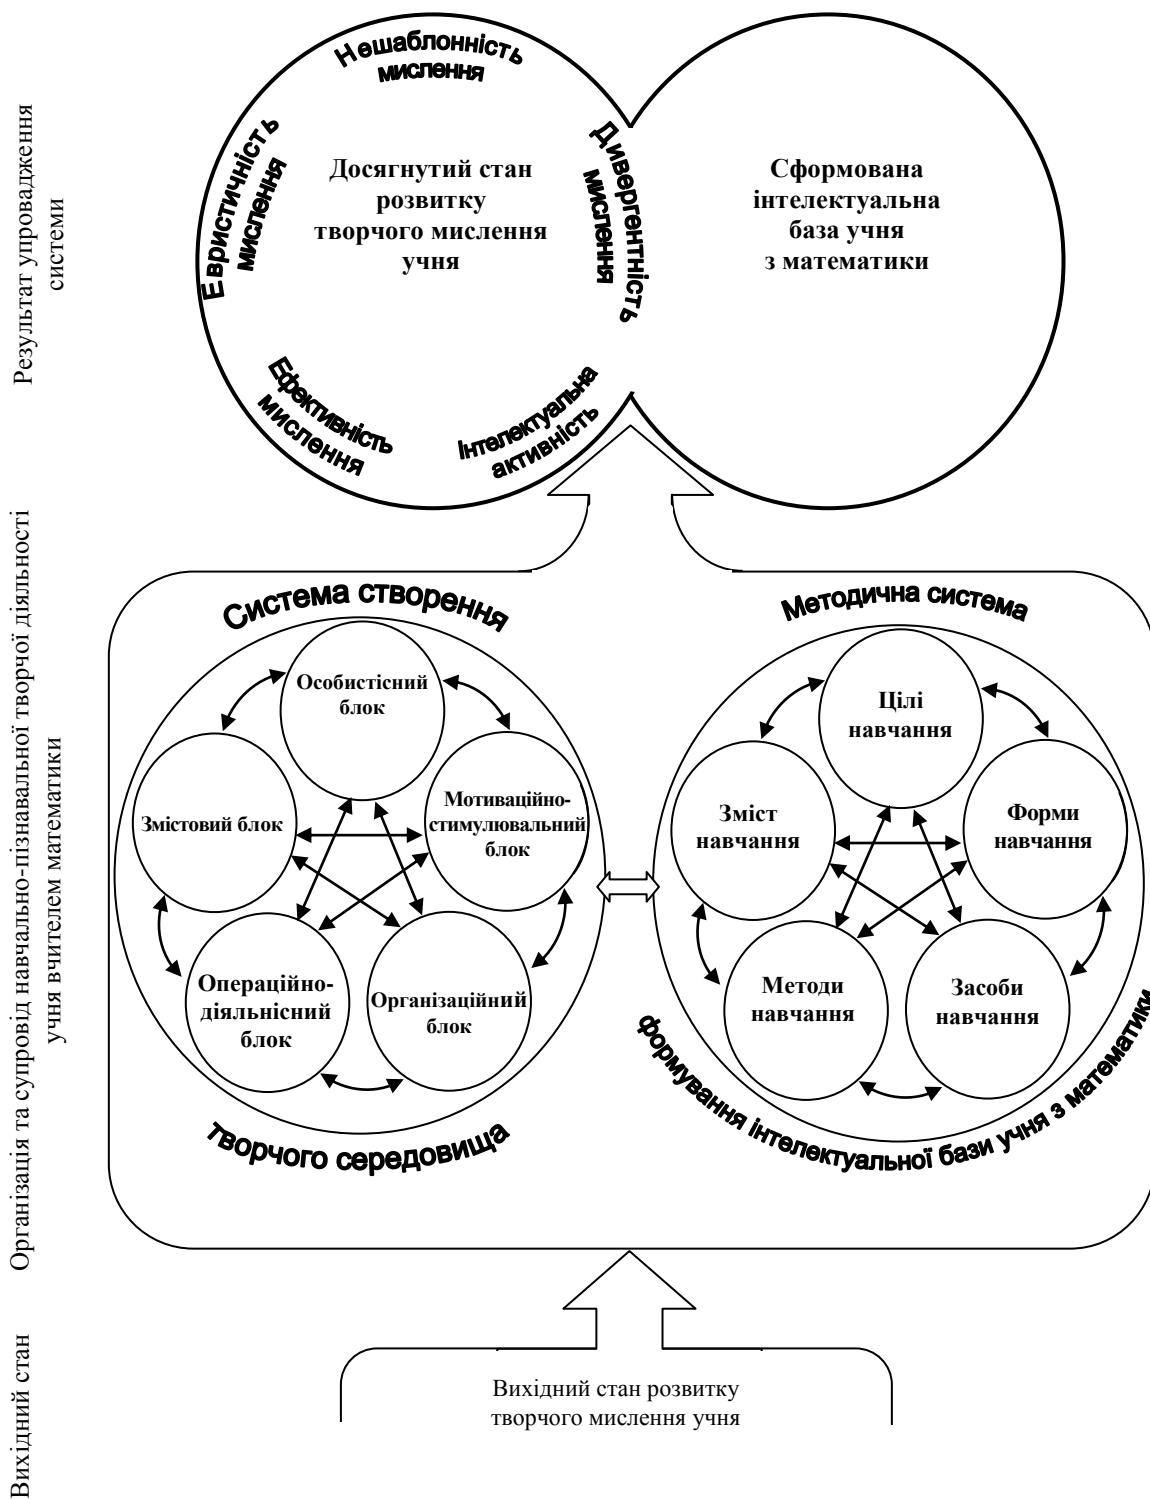 Результат упровадження
системи
Нешаблонність
мислення
Евристичність
мислення
Дивергентність
мислення
Ефективність
мислення
Інтелектуальна
активність
Досягнутий стан
розвитку
творчого мислення
учня
Сформована
інтелектуальна
база учня
з математики
Організація та супровід навчально-пізнавальної творчої діяльності
учня вчителем математики
Система створення
Особистісний
блок
Змістовий блок
Мотиваційно-
стимулювальний
блок
Операційно-
діяльнісний
блок
Організаційний
блок
творчого середовища
Методична система
Цілі
навчання
Зміст
навчання
Форми
навчання
Методи
навчання
Засоби
навчання
формування інтелектуальної бази учня з математики
Вихідний стан
Вихідний стан розвитку
творчого мислення учня